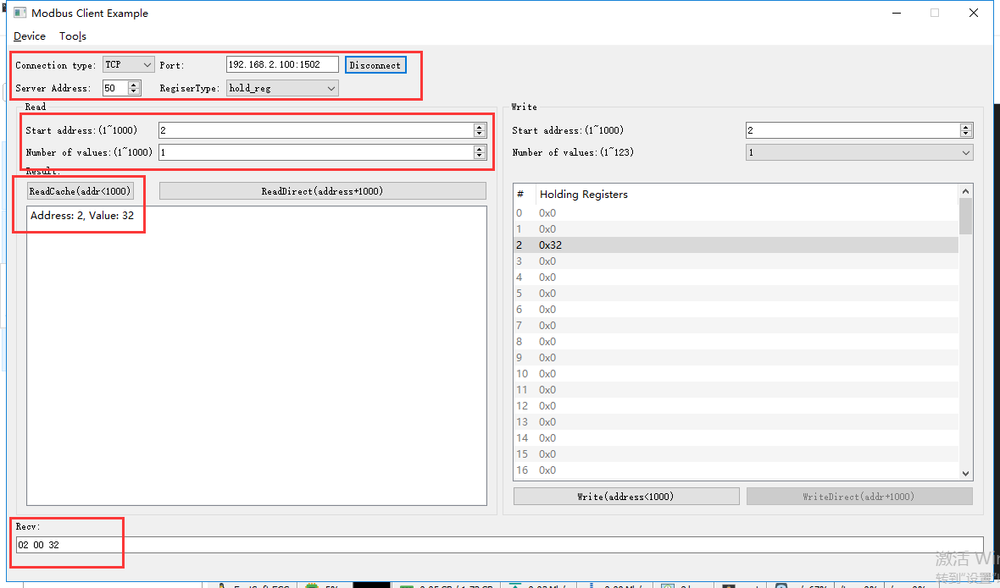 Modbus Client Example
Device Tools
Connection type: TCP Port: 192.168.2.100:1502 Disconnect
Server Address: 50 RegiserType: hold_reg
Read
Start address:(1~1000) 2
Number of values:(1~1000) 1
Result:
ReadCache(addr<1000) ReadDirect(address+1000)
Address: 2, Value: 32
Write
Start address:(1~1000) 2
Number of values:(1~123) 1
# Holding Registers
0 0x0
1 0x0
2 0x32
3 0x0
4 0x0
5 0x0
6 0x0
7 0x0
8 0x0
9 0x0
10 0x0
11 0x0
12 0x0
13 0x0
14 0x0
15 0x0
16 0x0
Write(address<1000) WriteDirect(addr+1000)
Recv:
02 00 32
激活 Wi
转到"设置"